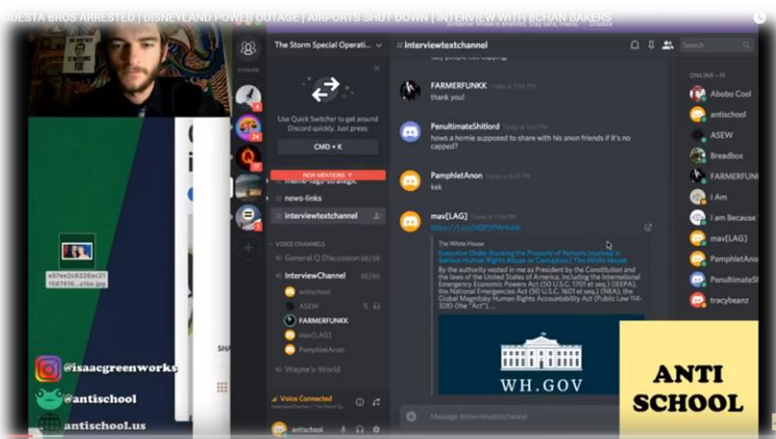 ODESTA BROS ARRESTED | DISNEYLAND POWER OUTAGE | AIRPORTS SHUT DOWN | INTERVIEW WITH 8CHAN BAKERS
The Storm Special Operati...
Use Quick Switcher to get around
Discord quickly. Just press:
CMD + K
NEW MENTIONS
news-links
interviewtextchannel
VOICE CHANNELS
General Q Discussion
InterviewChannel
antischool
ASEW
FARMERFUNKK
mav[LAG]
PamphletAnon
Wayne's-World
Voice Connected
antischool
interviewtextchannel
Search
FARMERFUNKK
thank you!
PenultimateShitlord
hows a homie supposed to share with his anon friends if it's no
capped?
PamphletAnon
kek
mav[LAG]
The White House
Executive Order Blocking the Property of Persons Involved in
Serious Human Rights Abuse or Corruption | The White House
By the authority vested in me as President by the Constitution and
the laws of the United States of America, including the International
Emergency Economic Powers Act (50 U.S.C. 1701 et seq.) (IEEPA),
the National Emergencies Act (50 U.S.C. 1601 et seq.) (NEA), the
Global Magnitsky Human Rights Accountability Act (Public Law 114-
328) (the "Act"), ...
WH.GOV
Message #interviewtextchannel
ONLINE—11
Abobo Cool
antischool
ASEW
Breadbox
FARMERFUN
I Am
I am Because
mav[LAG]
PamphletAno
PenultimateS
tracybeanz
@isaacgreenworks
@antischool
antischool.us
ANTI
SCHOOL